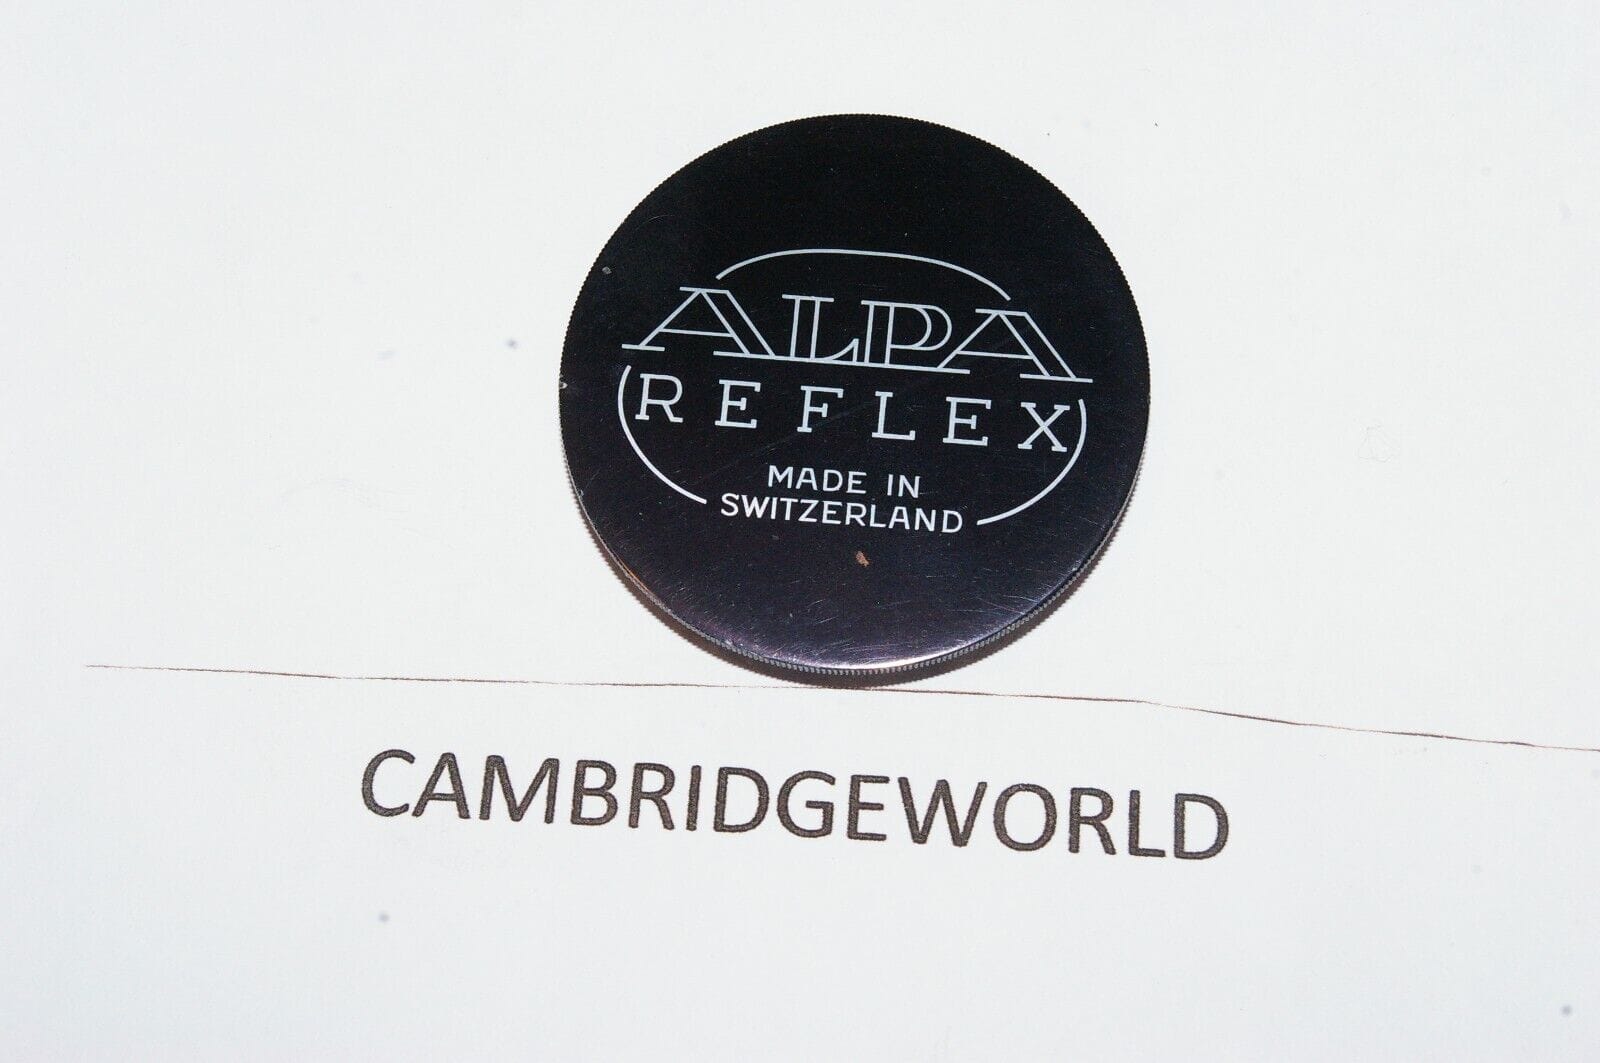 ALPA
REFLEX
MADE IN
SWITZERLAND
CAMBRIDGEWORLD